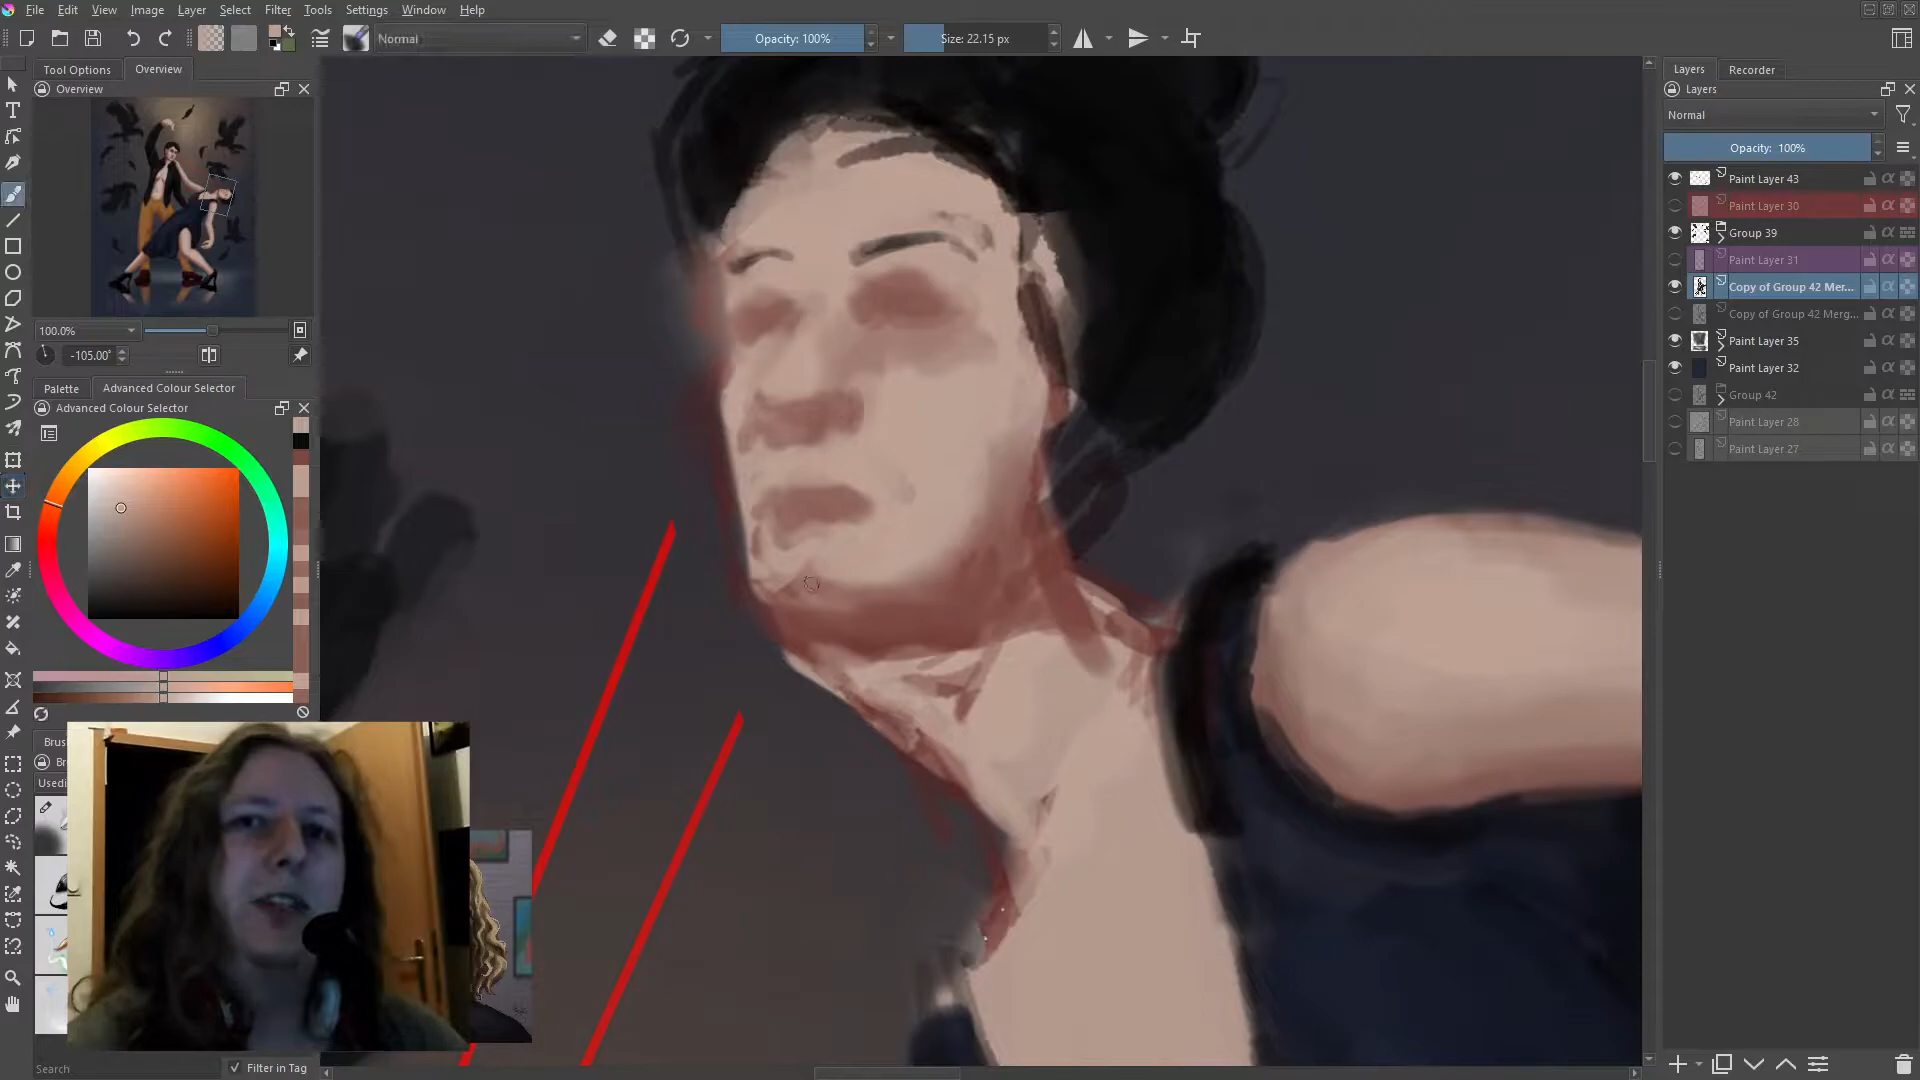 File Edit View Image Layer Select Filter Tools Settings Window Help
Normal
Opacity: 100%
Size: 22.15 px
Tool Options
Overview
Overview
100.0%
-105.00°
Palette
Advanced Colour Selector
Advanced Colour Selector
Search
Filter in Tag
Layers
Recorder
Layers
Normal
Opacity: 100%
Paint Layer 43
Paint Layer 30
Group 39
Paint Layer 31
Copy of Group 42 Mer...
Copy of Group 42 Merg...
Paint Layer 35
Paint Layer 32
Group 42
Paint Layer 28
Paint Layer 27